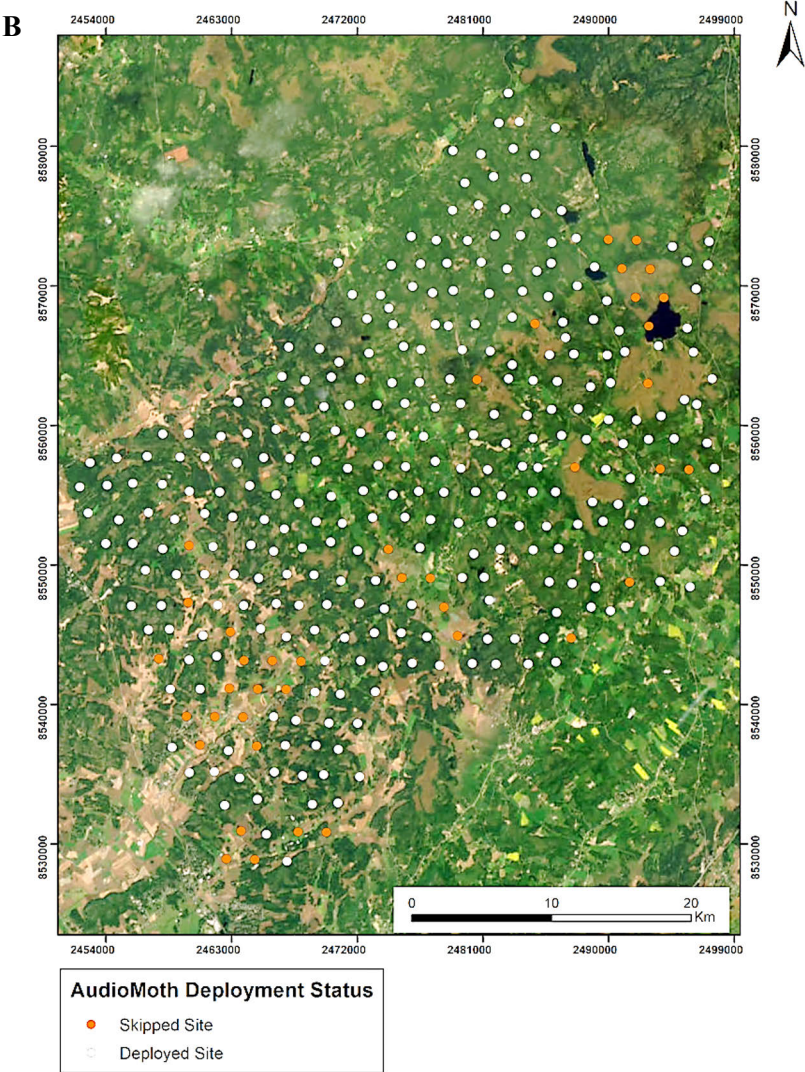 B
N
2454000 2463000 2472000 2481000 2490000 2499000
8580000 8580000
8570000 8570000
8560000 8560000
8550000 8550000
8540000 8540000
8530000 8530000
0 10 20
Km
2454000 2463000 2472000 2481000 2490000 2499000
AudioMoth Deployment Status
Skipped Site
Deployed Site